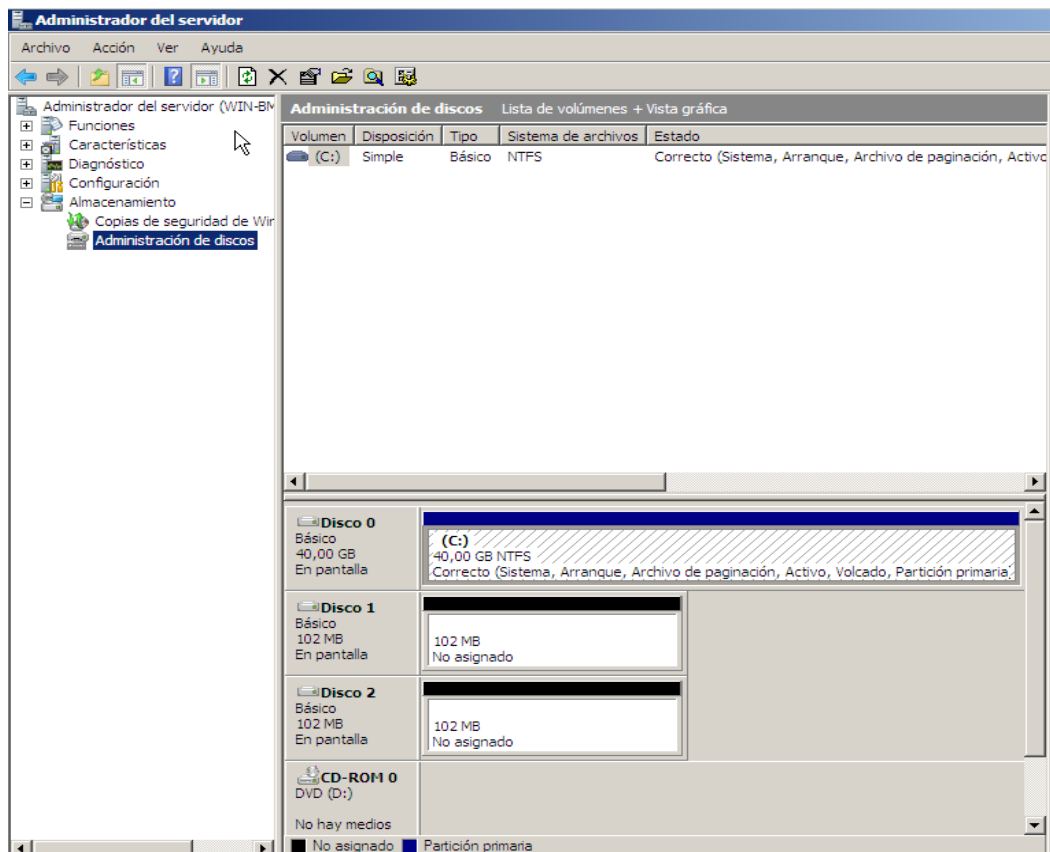 Administrador del servidor
Archivo Acción Ver Ayuda
Administrador del servidor (WIN-BM
Funciones
Características
Diagnóstico
Configuración
Almacenamiento
Copias de seguridad de Wir
Administración de discos
Administración de discos Lista de volúmenes + Vista gráfica
Volumen Disposición Tipo Sistema de archivos Estado
(C:) Simple Básico NTFS Correcto (Sistema, Arranque, Archivo de paginación, Activo
Disco 0
Básico
40,00 GB
En pantalla
(C:)
40,00 GB NTFS
Correcto (Sistema, Arranque, Archivo de paginación, Activo, Volcado, Partición primaria)
Disco 1
Básico
102 MB
En pantalla
102 MB
No asignado
Disco 2
Básico
102 MB
En pantalla
102 MB
No asignado
CD-ROM 0
DVD (D:)
No hay medios
No asignado Partición primaria